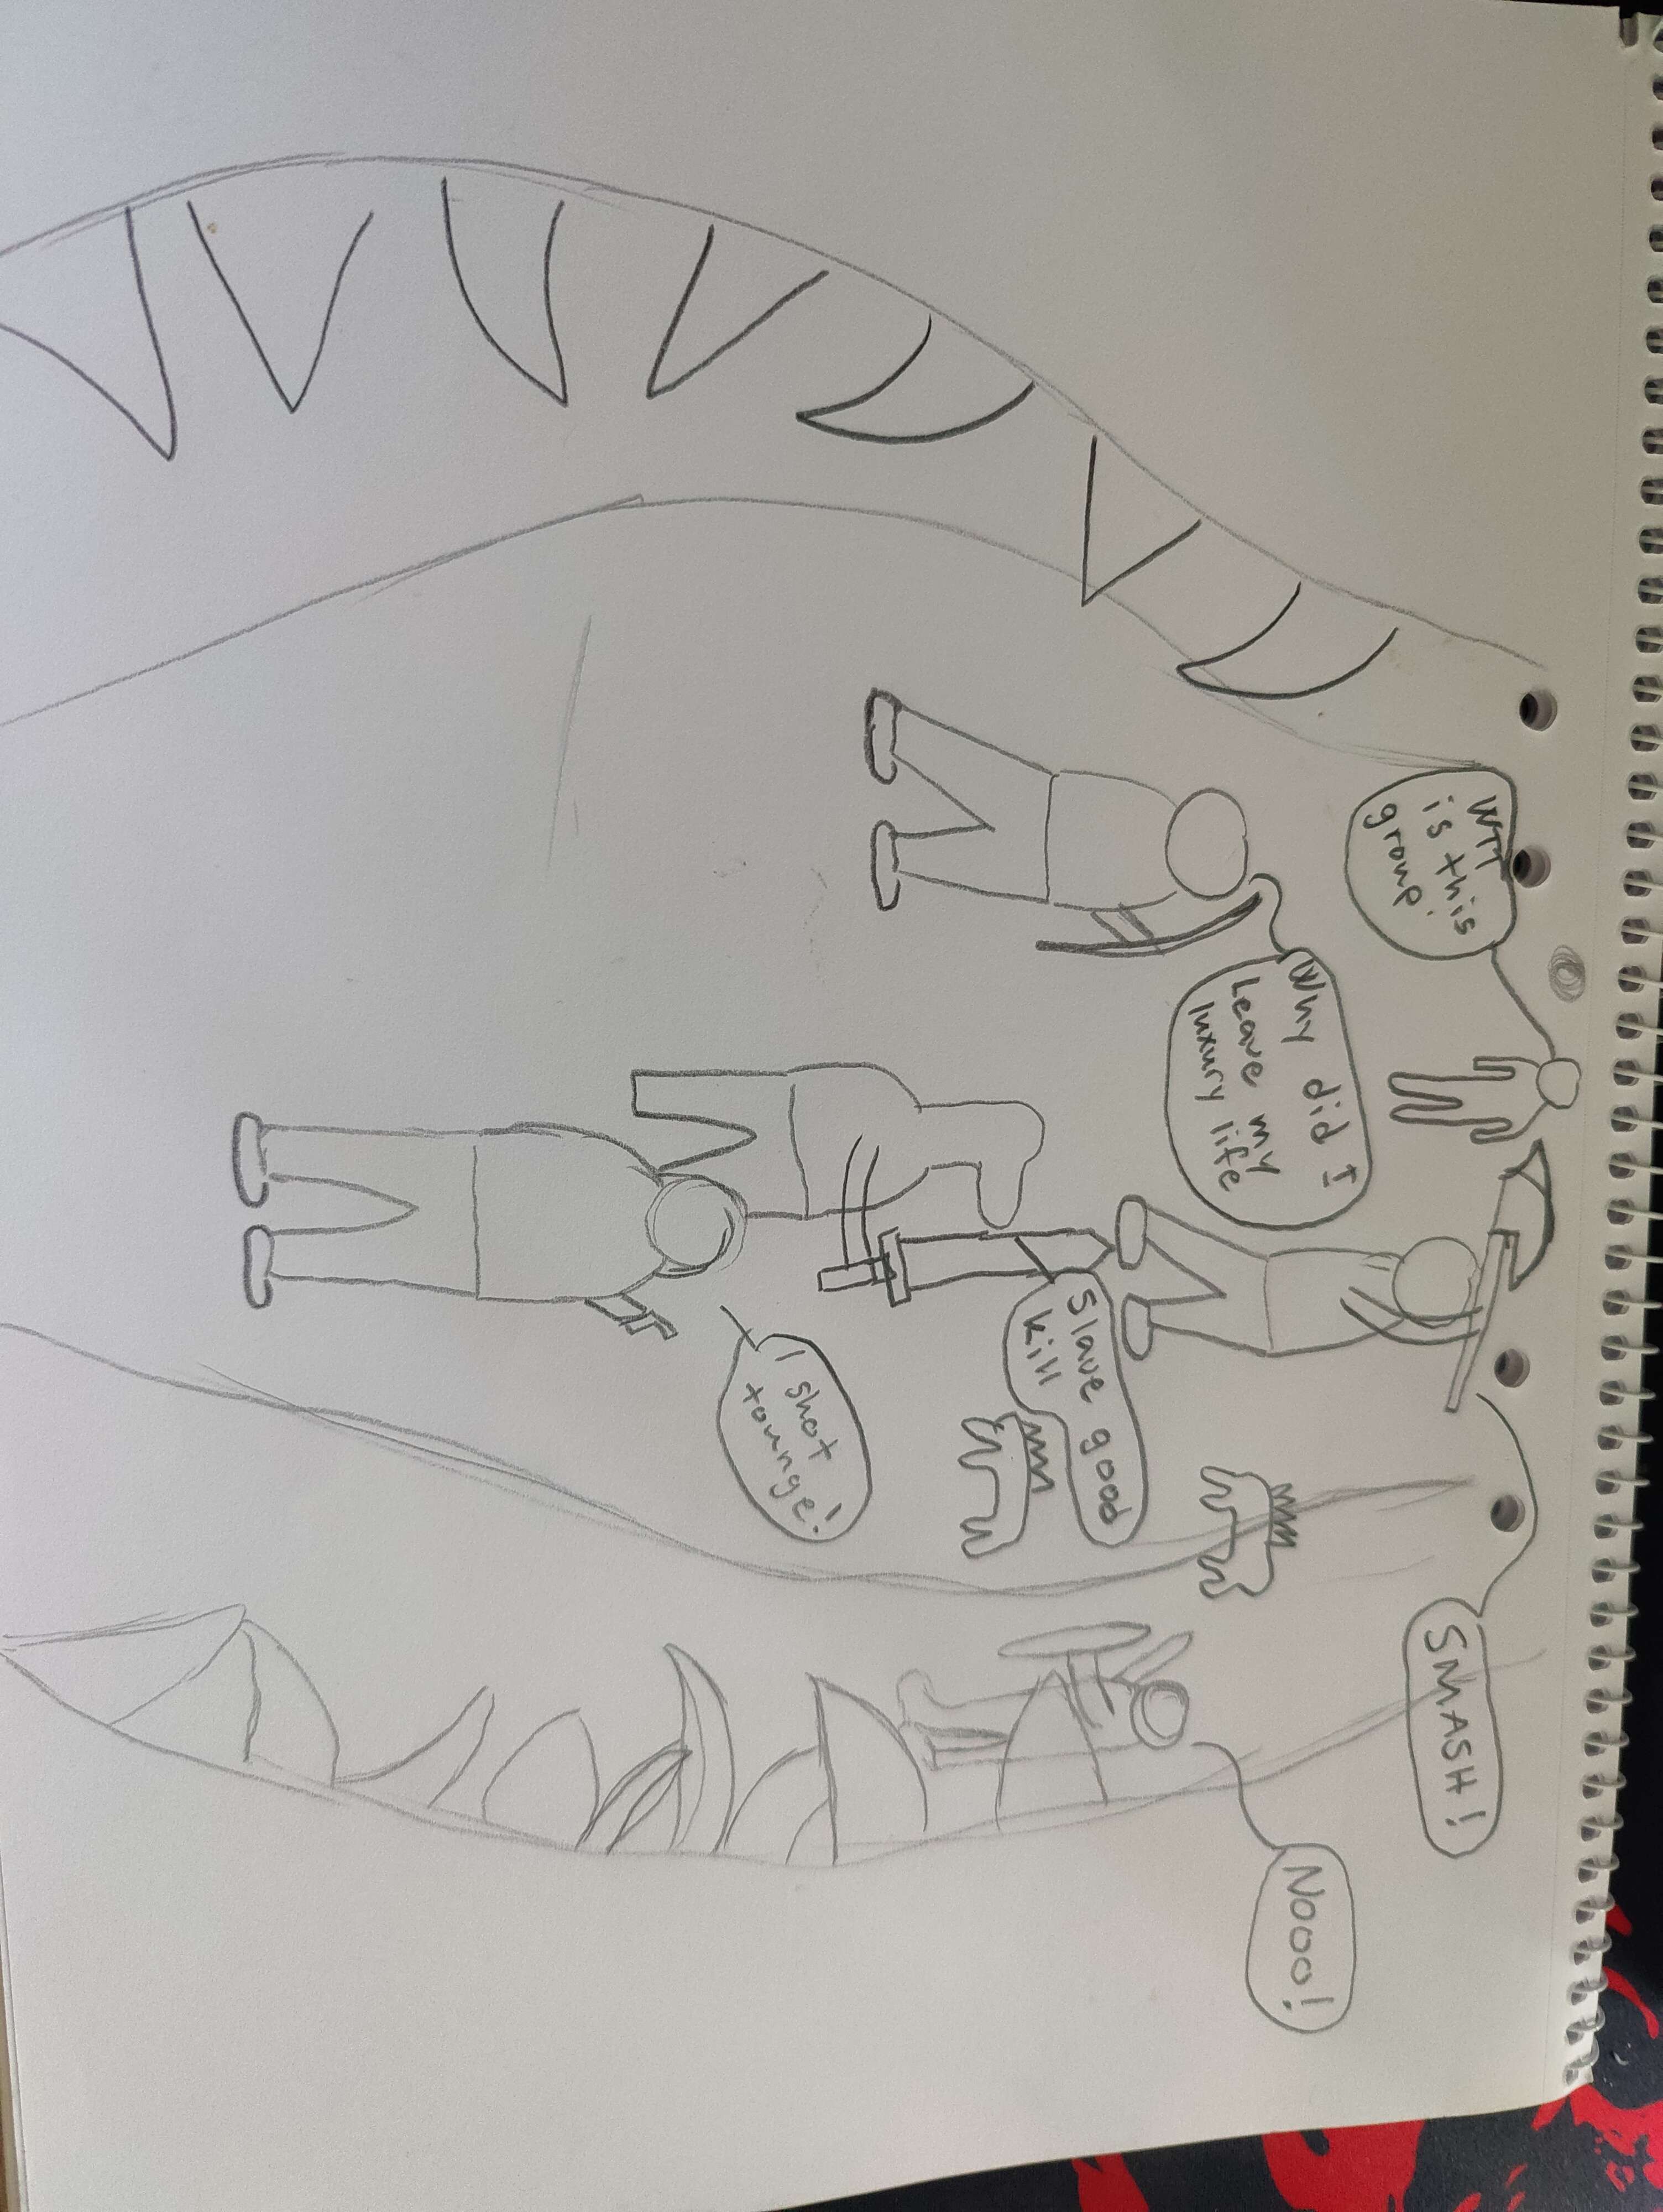 WTT
is this
group
SMASH!
Nooo!
Why did I
Leave my
luxury life
Slave good
kill
I shot
tounge!